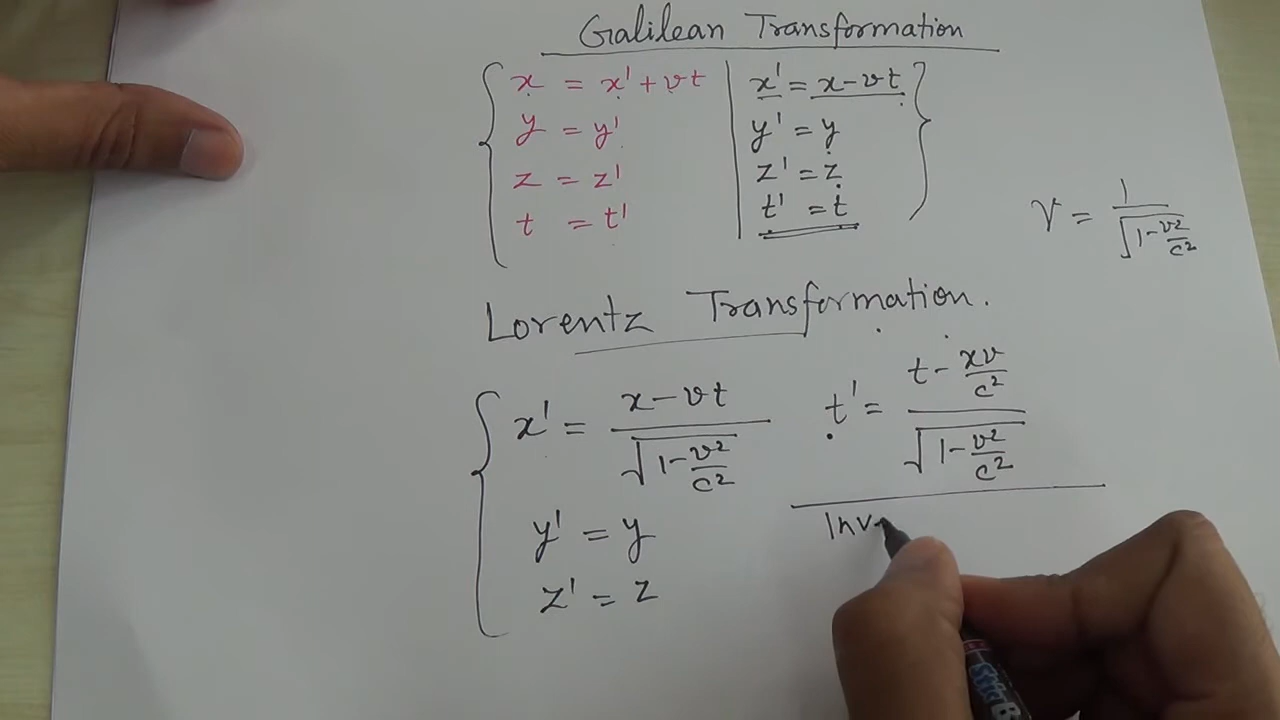 Galilean Transformation
x = x' + vt | x' = x - vt
y = y' | y' = y
z = z' | z' = z
t = t' | t' = t
γ = 1/√(1 - v²/c²)
Lorentz Transformation.
x' = (x - vt)/√(1 - v²/c²)
t' = (t - xv/c²)/√(1 - v²/c²)
y' = y
z' = z
Inv